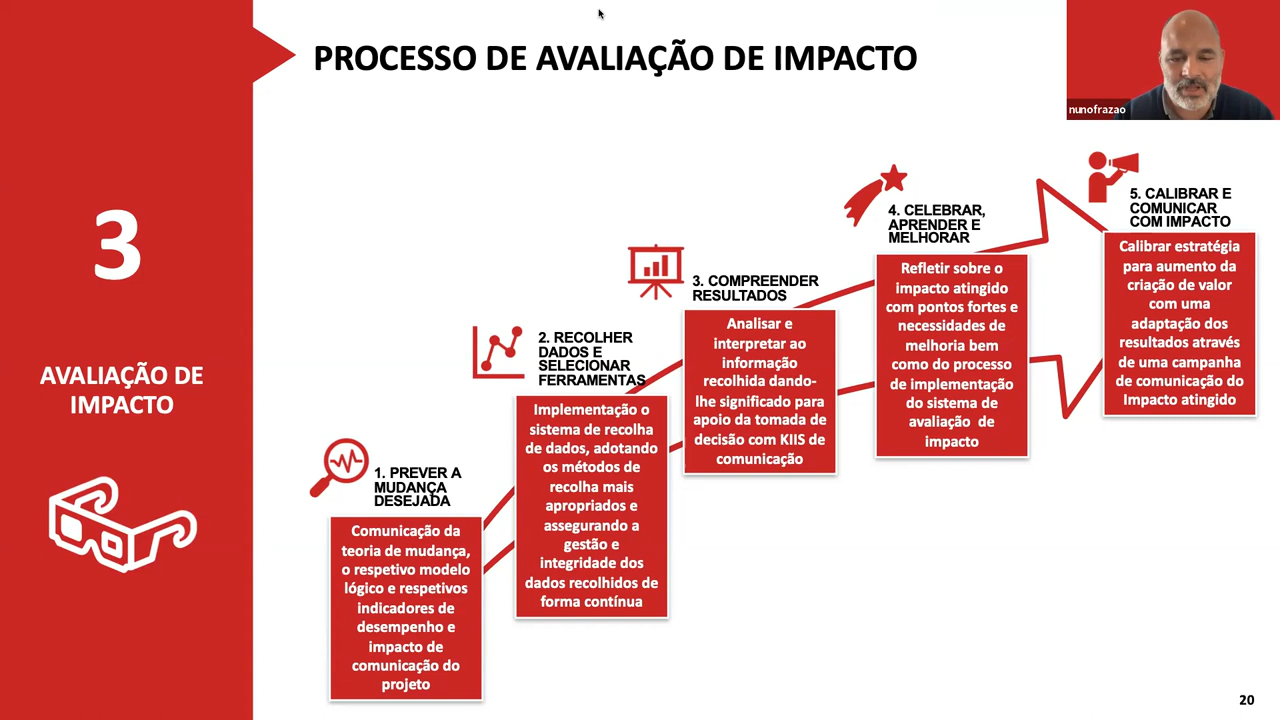 PROCESSO DE AVALIAÇÃO DE IMPACTO
nunofrazao
3
AVALIAÇÃO DE
IMPACTO
1. PREVER A
MUDANÇA
DESEJADA
Comunicação da
teoria de mudança,
o respetivo modelo
lógico e respetivos
indicadores de
desempenho e
impacto de
comunicação do
projeto
2. RECOLHER
DADOS E
SELECIONAR
FERRAMENTAS
Implementação o
sistema de recolha
de dados, adotando
os métodos de
recolha mais
apropriados e
assegurando a
gestão e
integridade dos
dados recolhidos de
forma contínua
3. COMPREENDER
RESULTADOS
Analisar e
interpretar ao
informação
recolhida dando-
lhe significado para
apoio da tomada de
decisão com KIIS de
comunicação
4. CELEBRAR,
APRENDER E
MELHORAR
Refletir sobre o
impacto atingido
com pontos fortes e
necessidades de
melhoria bem
como do processo
de implementação
do sistema de
avaliação de
impacto
5. CALIBRAR E
COMUNICAR
COM IMPACTO
Calibrar estratégia
para aumento da
criação de valor
com uma
adaptação dos
resultados através
de uma campanha
de comunicação do
Impacto atingido
20